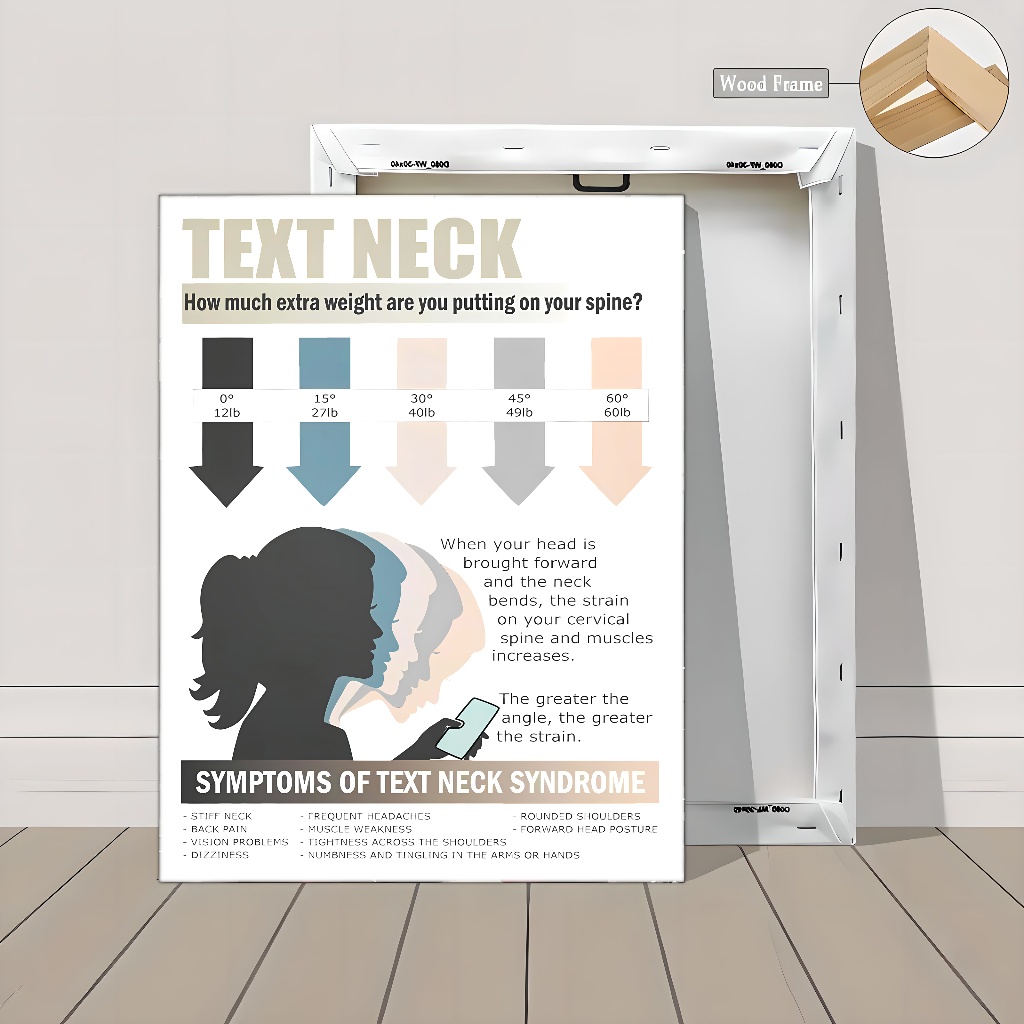 Wood Frame
TEXT NECK
How much extra weight are you putting on your spine?
0° 15° 30° 45° 60°
12lb 27lb 40lb 49lb 60lb
When your head is
brought forward
and the neck
bends, the strain
on your cervical
spine and muscles
increases.
The greater the
angle, the greater
the strain.
SYMPTOMS OF TEXT NECK SYNDROME
- STIFF NECK - FREQUENT HEADACHES - ROUNDED SHOULDERS
- BACK PAIN - MUSCLE WEAKNESS - FORWARD HEAD POSTURE
- VISION PROBLEMS - TIGHTNESS ACROSS THE SHOULDERS
- DIZZINESS - NUMBNESS AND TINGLING IN THE ARMS OR HANDS